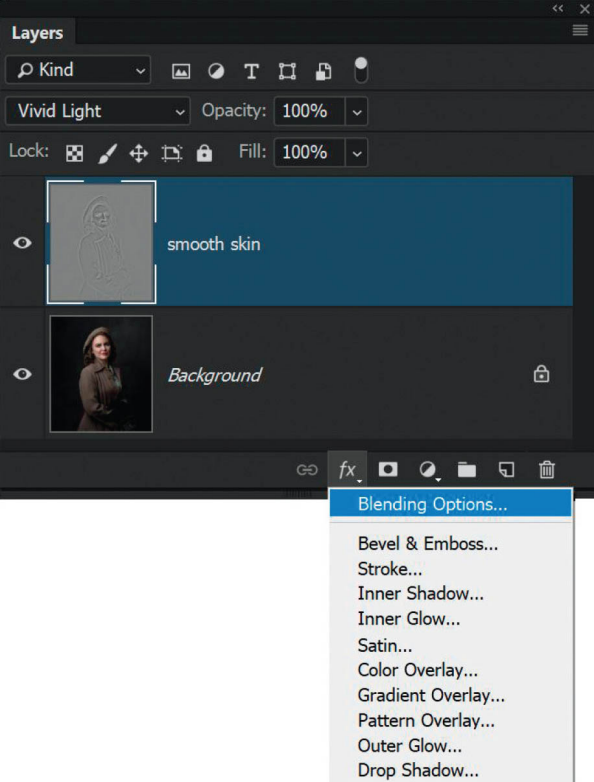 Layers
Kind
Vivid Light Opacity: 100%
Lock: Fill: 100%
smooth skin
Background
fx
Blending Options...
Bevel & Emboss...
Stroke...
Inner Shadow...
Inner Glow...
Satin...
Color Overlay...
Gradient Overlay...
Pattern Overlay...
Outer Glow...
Drop Shadow...